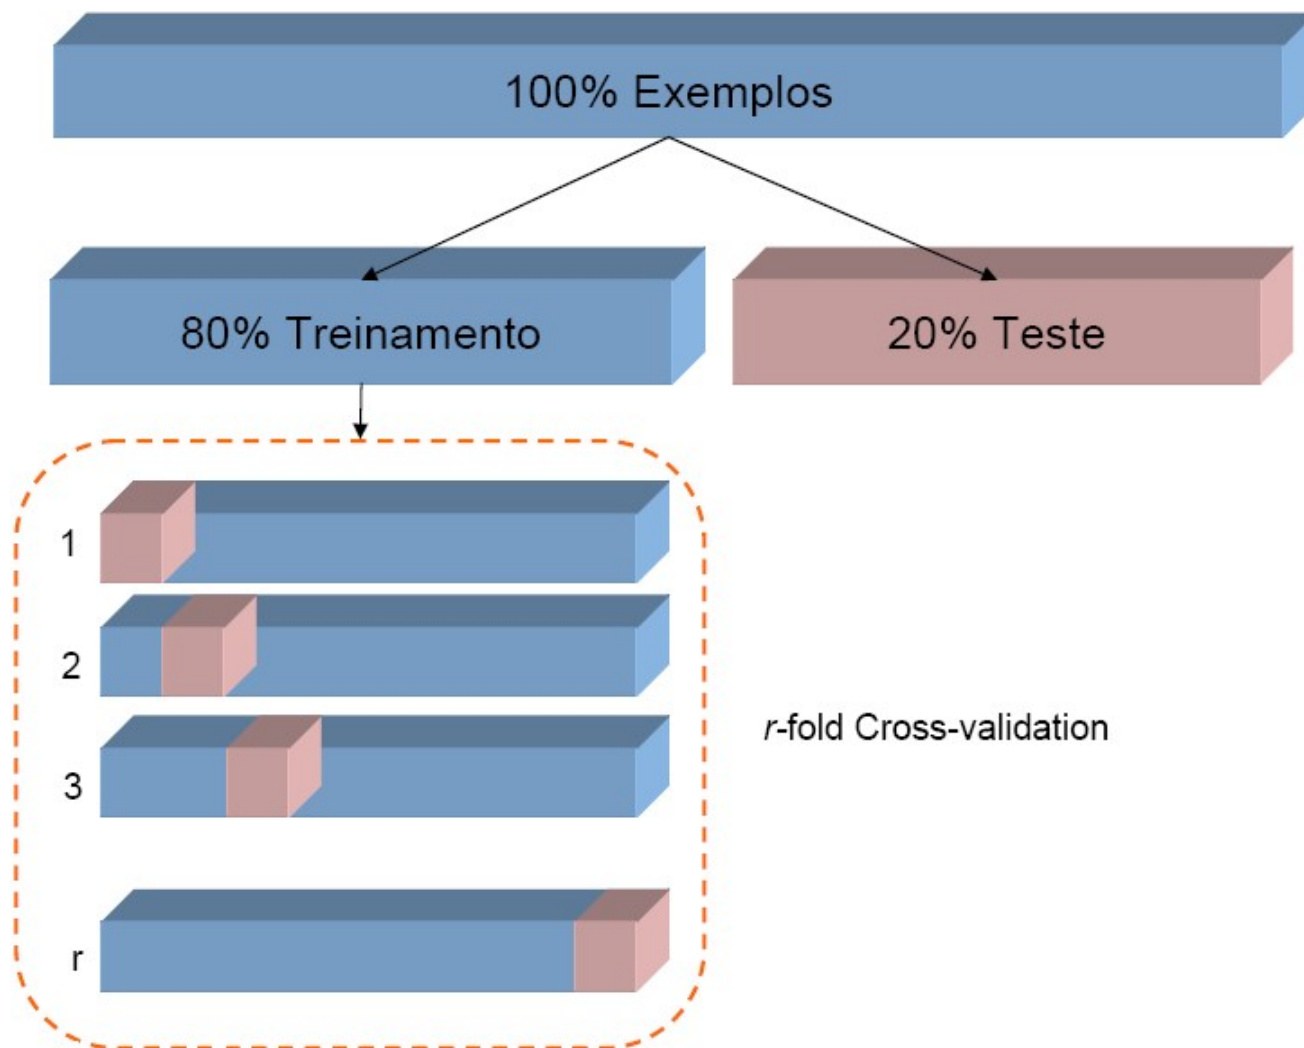 100% Exemplos
80% Treinamento
20% Teste
1
2
3
r
r-fold Cross-validation